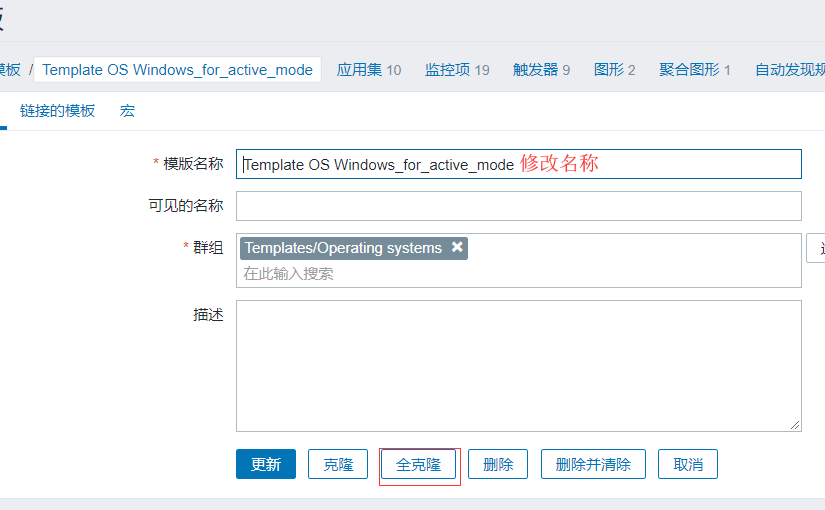 模板 / Template OS Windows_for_active_mode 应用集 10 监控项 19 触发器 9 图形 2 聚合图形 1 自动发现规
链接的模板 宏
* 模版名称 Template OS Windows_for_active_mode 修改名称
可见的名称
* 群组 Templates/Operating systems ✖
在此输入搜索
描述
更新 克隆 全克隆 删除 删除并清除 取消